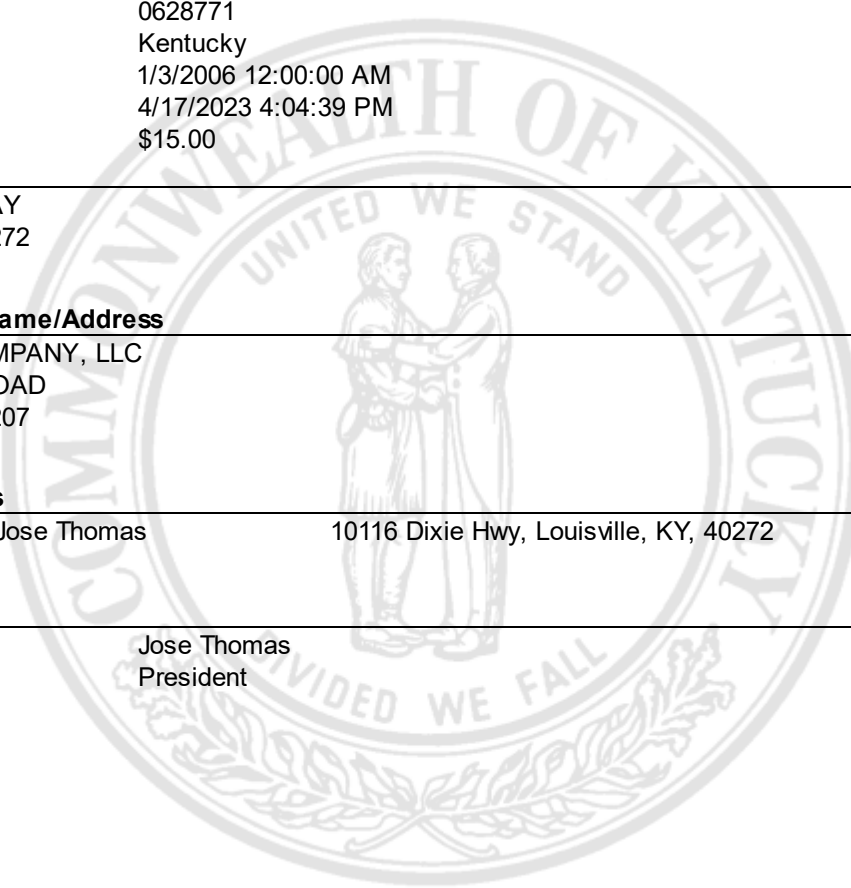 0628771
Kentucky
1/3/2006 12:00:00 AM
4/17/2023 4:04:39 PM
$15.00
AY
272
ame/Address
MPANY, LLC
OAD
207
s
Jose Thomas 10116 Dixie Hwy, Louisville, KY, 40272
Jose Thomas
President
COMMONWEALTH OF KENTUCKY
UNITED WE STAND
DIVIDED WE FALL